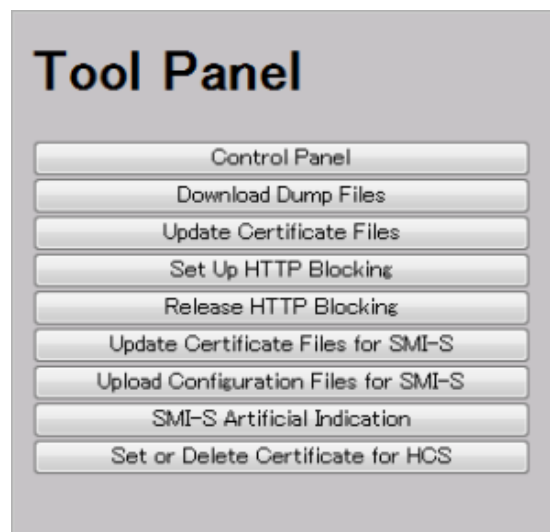 Tool Panel
Control Panel
Download Dump Files
Update Certificate Files
Set Up HTTP Blocking
Release HTTP Blocking
Update Certificate Files for SMI-S
Upload Configuration Files for SMI-S
SMI-S Artificial Indication
Set or Delete Certificate for HCS